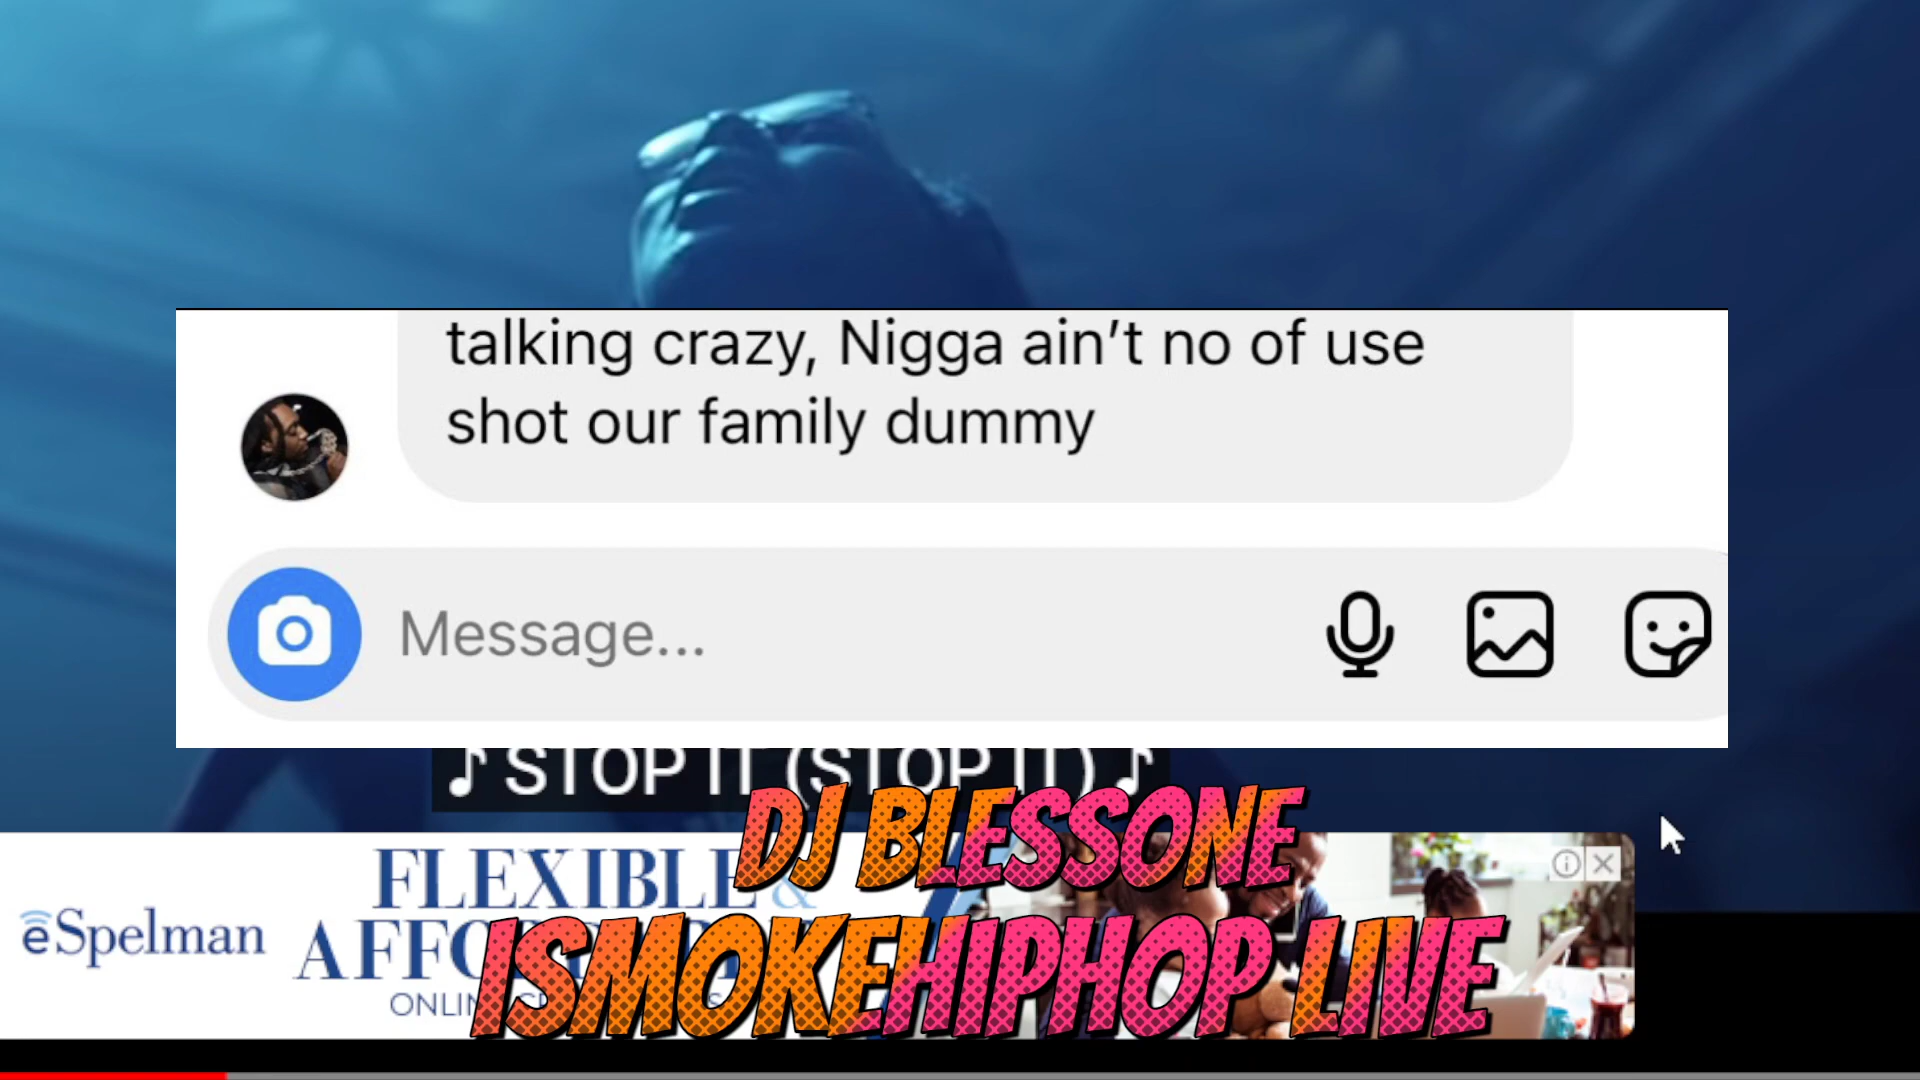 talking crazy, Nigga ain't no of use
shot our family dummy
Message...
♪ STOP IT (STOP IT) ♪
DJ BLESSONE
FLEXIBLE &
eSpelman
ISMOKEHIPHOP LIVE